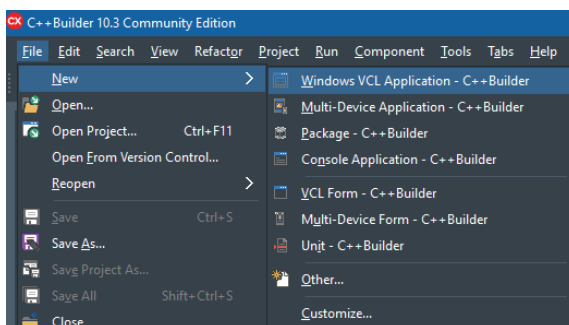 C++Builder 10.3 Community Edition
File Edit Search View Refactor Project Run Component Tools Tabs Help
New
Open...
Open Project... Ctrl+F11
Open From Version Control...
Reopen
Save Ctrl+S
Save As...
Save Project As...
Save All Shift+Ctrl+S
Close
Windows VCL Application - C++Builder
Multi-Device Application - C++Builder
Package - C++Builder
Console Application - C++Builder
VCL Form - C++Builder
Multi-Device Form - C++Builder
Unit - C++Builder
Other...
Customize...